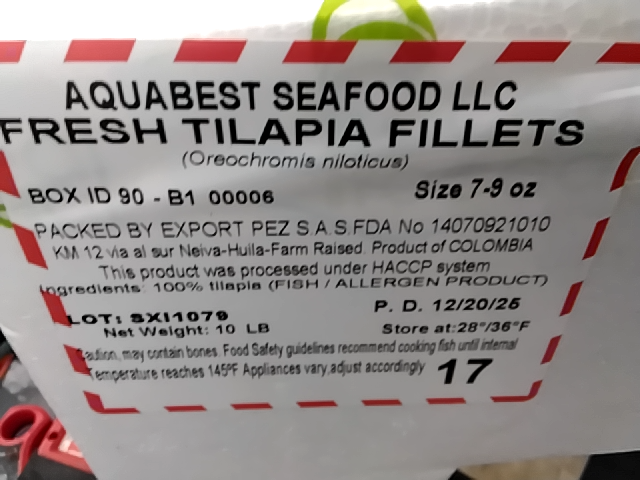 AQUABEST SEAFOOD LLC
FRESH TILAPIA FILLETS
(Oreochromis niloticus)
BOX ID 90 - B1 00006
Size 7-9 oz
PACKED BY EXPORT PEZ S.A.S.FDA No 14070921010
KM 12 via al sur Neiva-Huila-Farm Raised. Product of COLOMBIA
This product was processed under HACCP system
Ingredients: 100% tilapia (FISH / ALLERGEN PRODUCT)
LOT: SXI1079
P. D. 12/20/25
Net Weight: 10 LB
Store at:28°/36°F
Caution, may contain bones. Food Safety guidelines recommend cooking fish until internal
Temperature reaches 145ºF Appliances vary,adjust accordingly
17